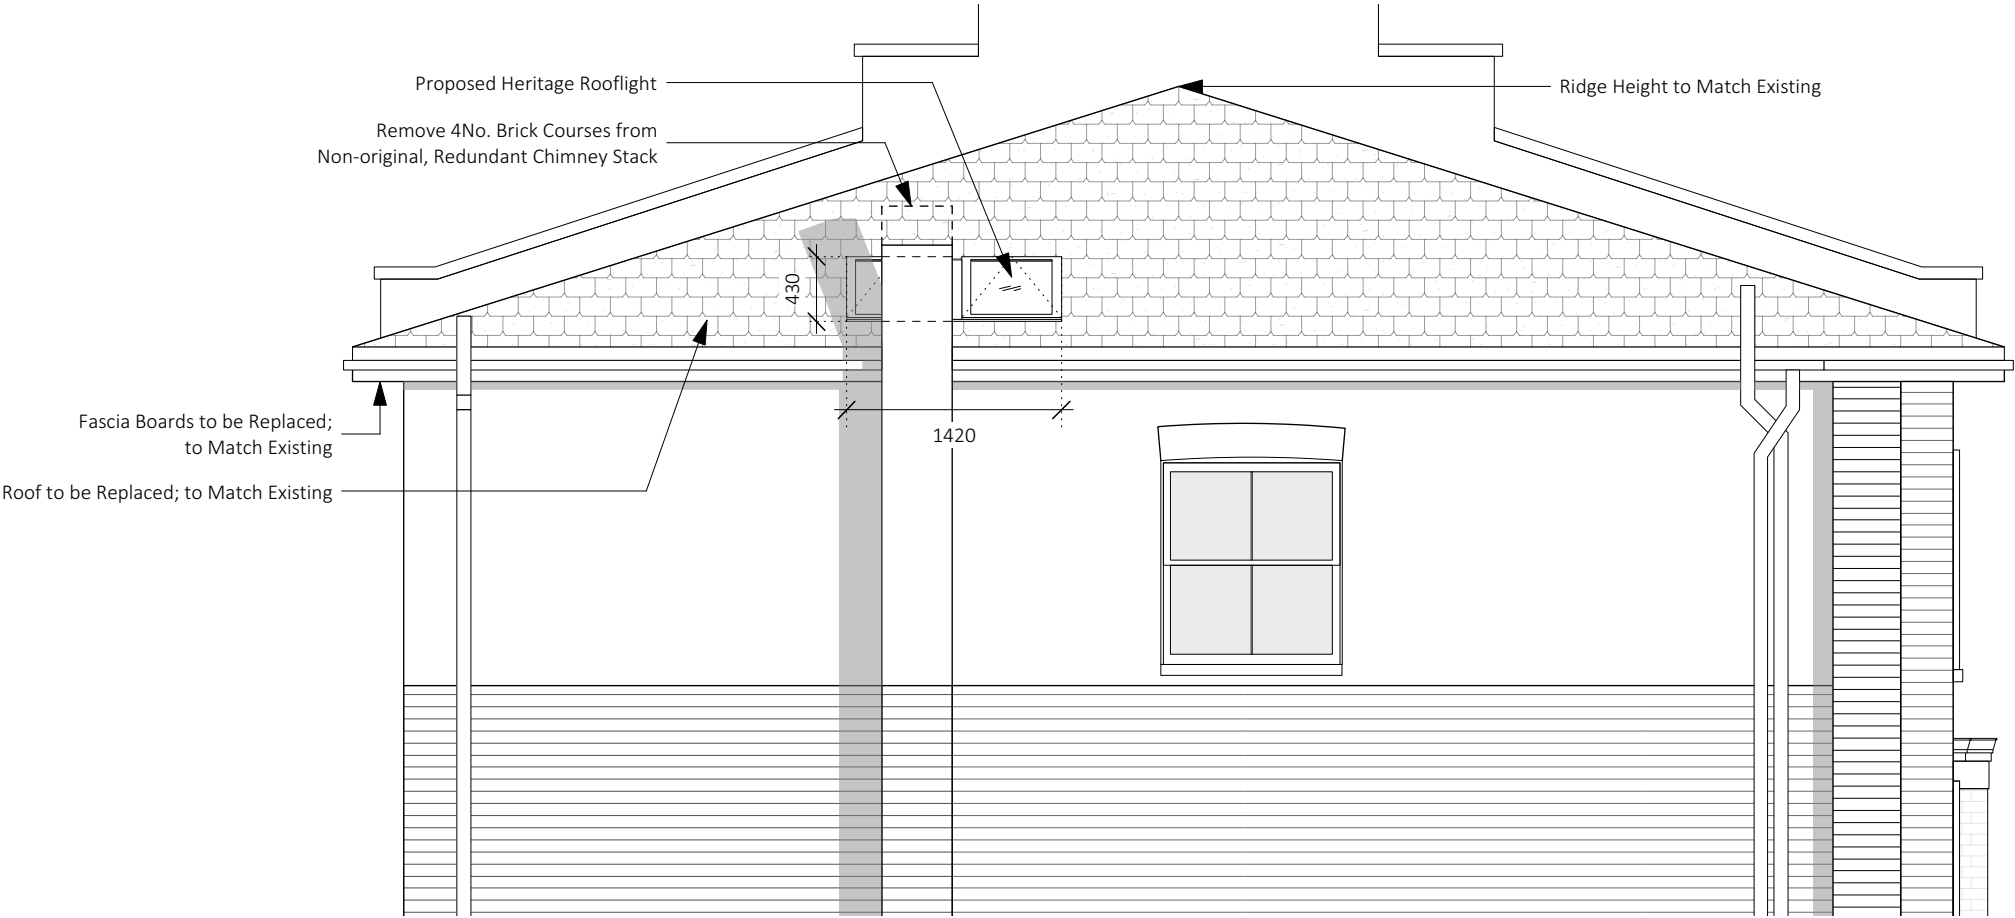 Proposed Heritage Rooflight
Ridge Height to Match Existing
Remove 4No. Brick Courses from
Non-original, Redundant Chimney Stack
430
Fascia Boards to be Replaced;
to Match Existing
1420
Roof to be Replaced; to Match Existing